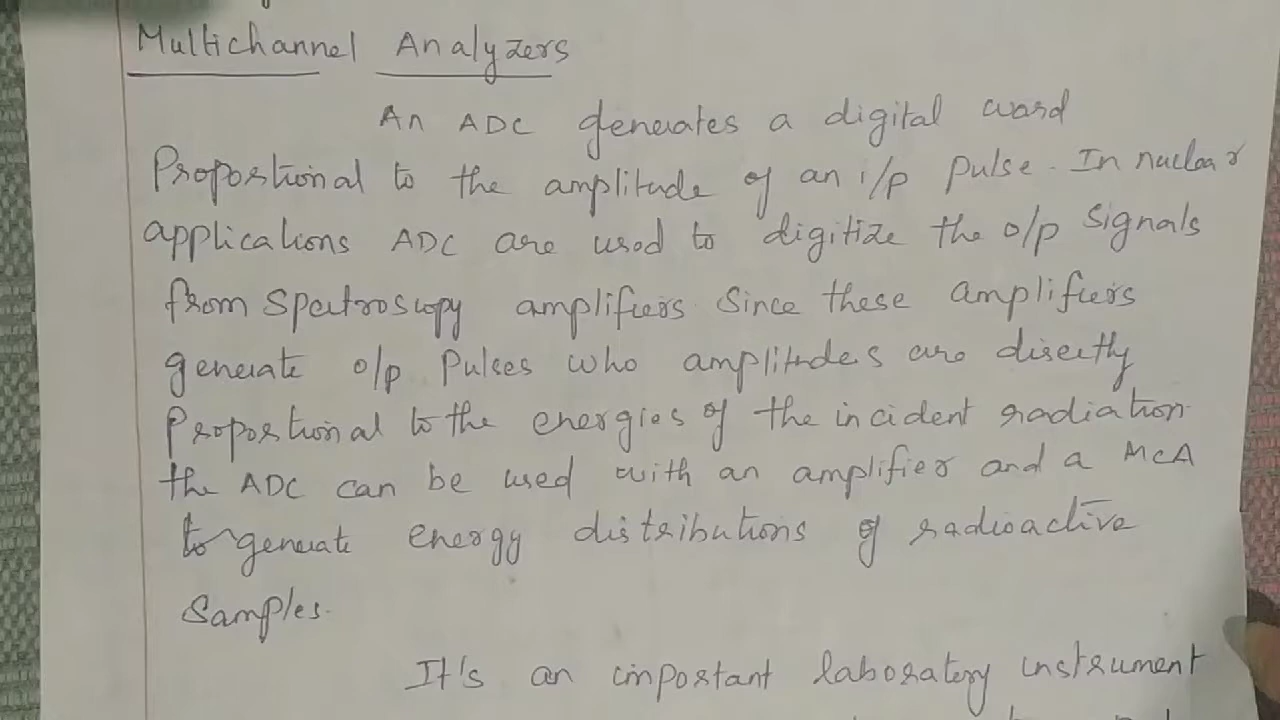 Multichannel Analyzers
An ADC generates a digital word
Proportional to the amplitude of an i/p Pulse. In nuclear
applications ADC are used to digitize the o/p signals
from Spectroscopy amplifiers Since these amplifiers
generate o/p Pulses who amplitudes are directly
Proportional to the energies of the incident radiation.
the ADC can be used with an amplifier and a MCA
to generate energy distributions of radioactive
Samples.
It's an important laboratory instrument